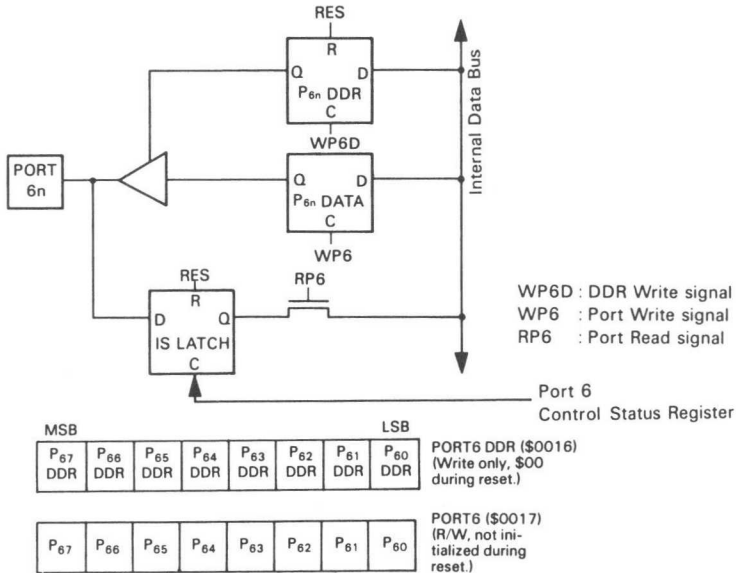 RES
R
Q D
P6n DDR
C
WP6D
Internal Data Bus
PORT
6n
Q D
P6n DATA
C
WP6
RES
R
D Q
IS LATCH
C
RP6
WP6D : DDR Write signal
WP6 : Port Write signal
RP6 : Port Read signal
Port 6
Control Status Register
MSB LSB
P67 DDR P66 DDR P65 DDR P64 DDR P63 DDR P62 DDR P61 DDR P60 DDR
PORT6 DDR ($0016)
(Write only, $00
during reset.)
P67 P66 P65 P64 P63 P62 P61 P60
PORT6 ($0017)
(R/W, not ini-
tialized during
reset.)